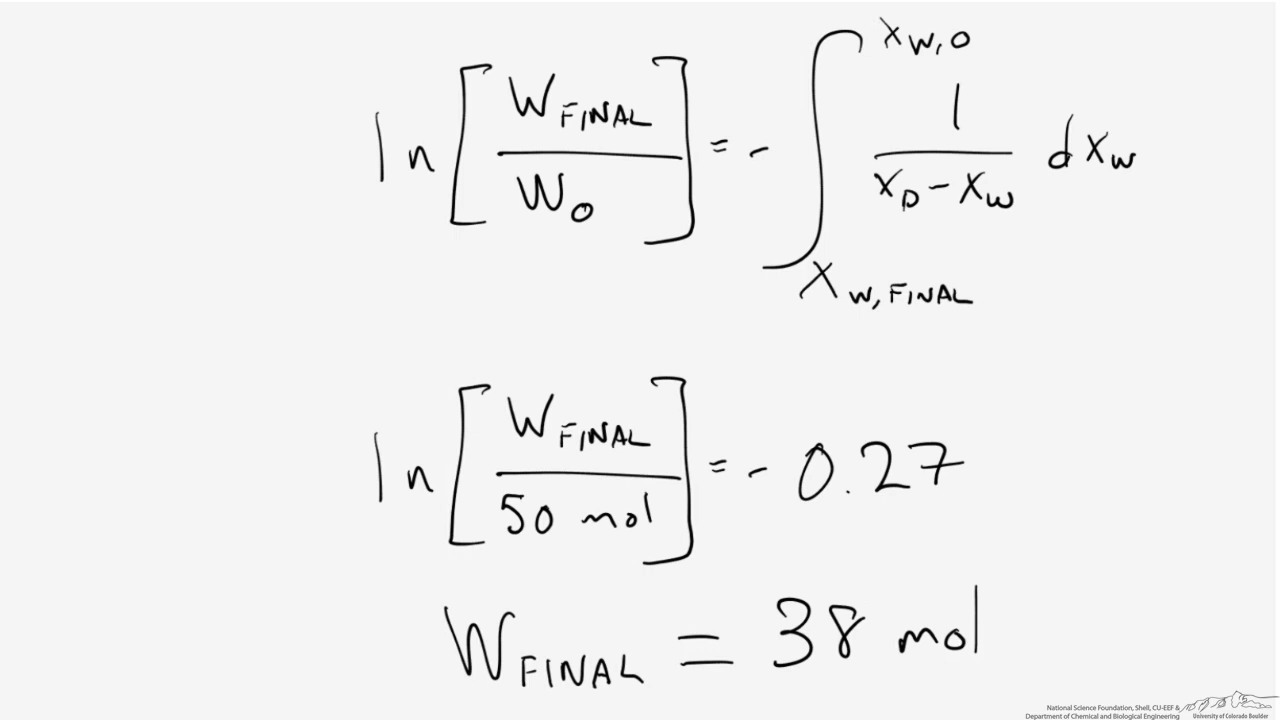 ln [ W_FINAL / W_0 ] = - ∫_{x_W,FINAL}^{x_W,0} 1 / (x_D - x_W) dx_W
ln [ W_FINAL / 50 mol ] = - 0.27
W_FINAL = 38 mol
National Science Foundation, Shell, CU-EEF &
Department of Chemical and Biological Engineering
University of Colorado Boulder